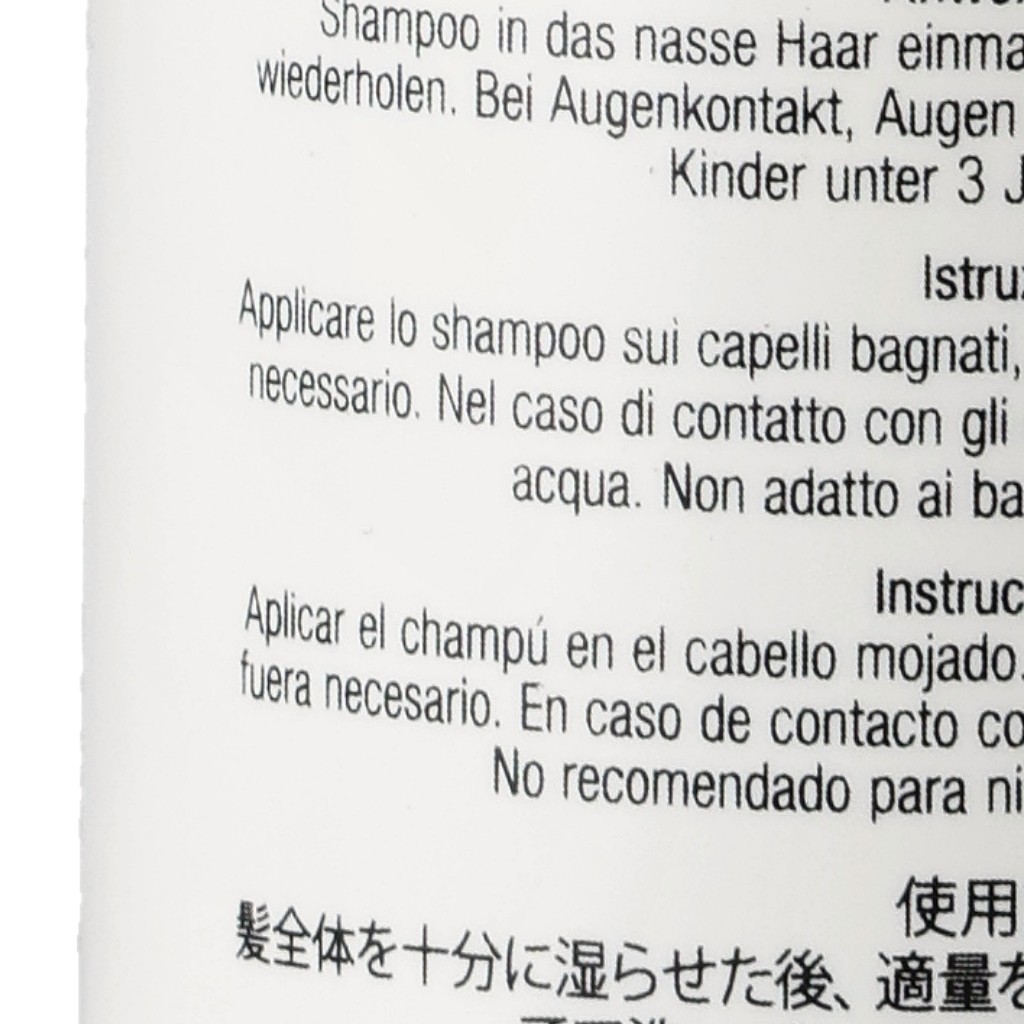 Shampoo in das nasse Haar einma
wiederholen. Bei Augenkontakt, Augen
Kinder unter 3 J
Istruz
Applicare lo shampoo sui capelli bagnati,
necessario. Nel caso di contatto con gli
acqua. Non adatto ai ba
Instruc
Aplicar el champú en el cabello mojado.
fuera necesario. En caso de contacto co
No recomendado para ni
使用
髪全体を十分に湿らせた後、適量を